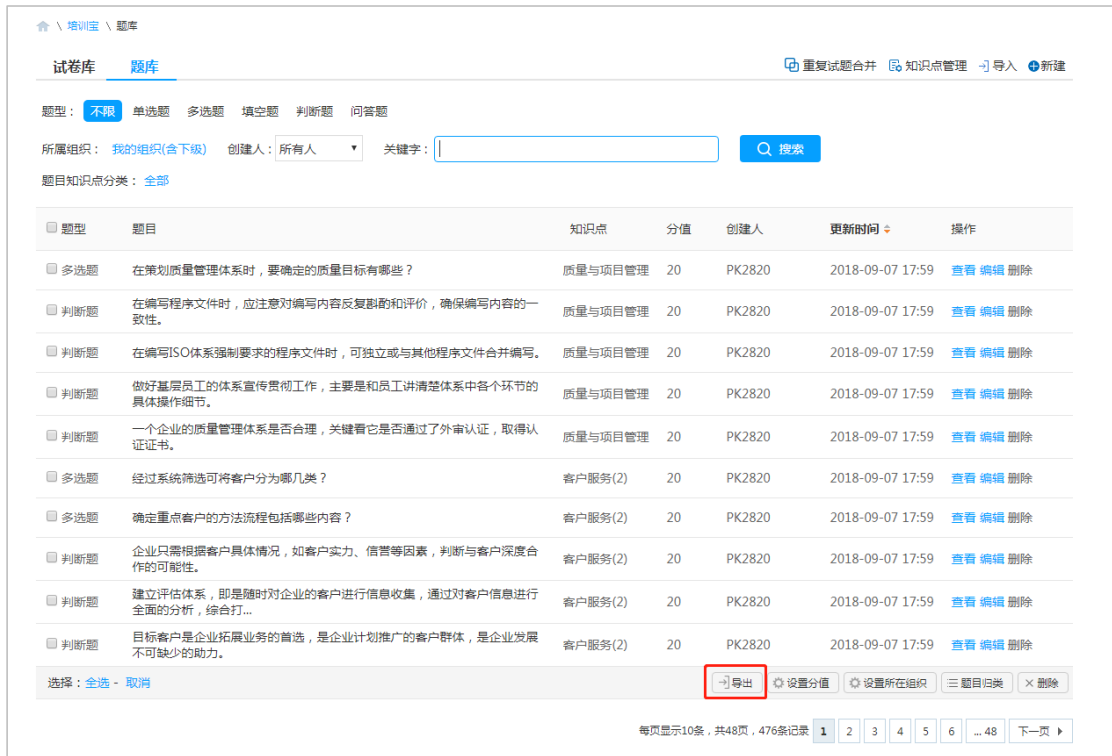 \ 培训宝 \ 题库
试卷库 题库 重复试题合并 知识点管理 导入 新建
题型： 不限 单选题 多选题 填空题 判断题 问答题
所属组织： 我的组织(含下级) 创建人：所有人 关键字： 搜索
题目知识点分类： 全部
题型 题目 知识点 分值 创建人 更新时间 操作
多选题 在策划质量管理体系时，要确定的质量目标有哪些？ 质量与项目管理 20 PK2820 2018-09-07 17:59 查看 编辑 删除
判断题 在编写程序文件时，应注意对编写内容反复斟酌和评价，确保编写内容的一
致性。 质量与项目管理 20 PK2820 2018-09-07 17:59 查看 编辑 删除
判断题 在编写ISO体系强制要求的程序文件时，可独立或与其他程序文件合并编写。 质量与项目管理 20 PK2820 2018-09-07 17:59 查看 编辑 删除
判断题 做好基层员工的体系宣传贯彻工作，主要是和员工讲清楚体系中各个环节的
具体操作细节。 质量与项目管理 20 PK2820 2018-09-07 17:59 查看 编辑 删除
判断题 一个企业的质量管理体系是否合理，关键看它是否通过了外审认证，取得认
证证书。 质量与项目管理 20 PK2820 2018-09-07 17:59 查看 编辑 删除
多选题 经过系统筛选可将客户分为哪几类？ 客户服务(2) 20 PK2820 2018-09-07 17:59 查看 编辑 删除
多选题 确定重点客户的方法流程包括哪些内容？ 客户服务(2) 20 PK2820 2018-09-07 17:59 查看 编辑 删除
判断题 企业只需根据客户具体情况，如客户实力、信誉等因素，判断与客户深度合
作的可能性。 客户服务(2) 20 PK2820 2018-09-07 17:59 查看 编辑 删除
判断题 建立评估体系，即是随时对企业的客户进行信息收集，通过对客户信息进行
全面的分析，综合打... 客户服务(2) 20 PK2820 2018-09-07 17:59 查看 编辑 删除
判断题 目标客户是企业拓展业务的首选，是企业计划推广的客户群体，是企业发展
不可缺少的助力。 客户服务(2) 20 PK2820 2018-09-07 17:59 查看 编辑 删除
选择：全选 - 取消 导出 设置分值 设置所在组织 题目归类 删除
每页显示10条，共48页，476条记录 1 2 3 4 5 6 ... 48 下一页